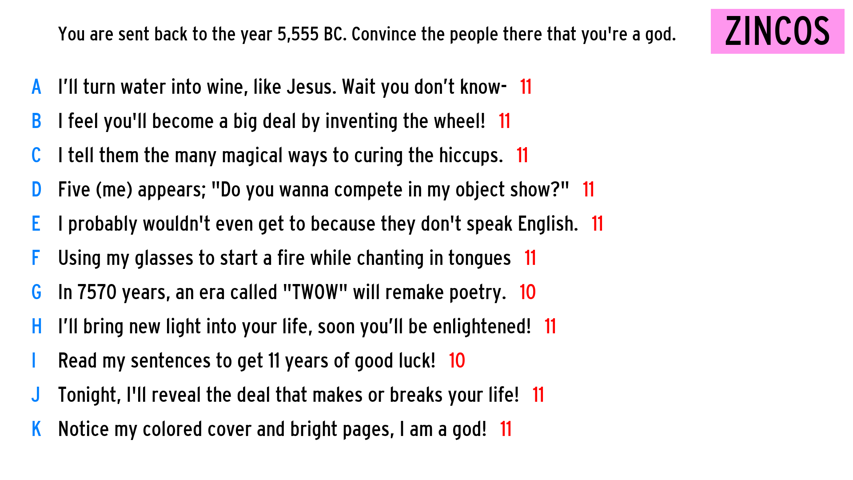 You are sent back to the year 5,555 BC. Convince the people there that you're a god.
ZINCOS
A I’ll turn water into wine, like Jesus. Wait you don’t know- 11
B I feel you'll become a big deal by inventing the wheel! 11
C I tell them the many magical ways to curing the hiccups. 11
D Five (me) appears; "Do you wanna compete in my object show?" 11
E I probably wouldn't even get to because they don't speak English. 11
F Using my glasses to start a fire while chanting in tongues 11
G In 7570 years, an era called "TWOW" will remake poetry. 10
H I’ll bring new light into your life, soon you’ll be enlightened! 11
I Read my sentences to get 11 years of good luck! 10
J Tonight, I'll reveal the deal that makes or breaks your life! 11
K Notice my colored cover and bright pages, I am a god! 11